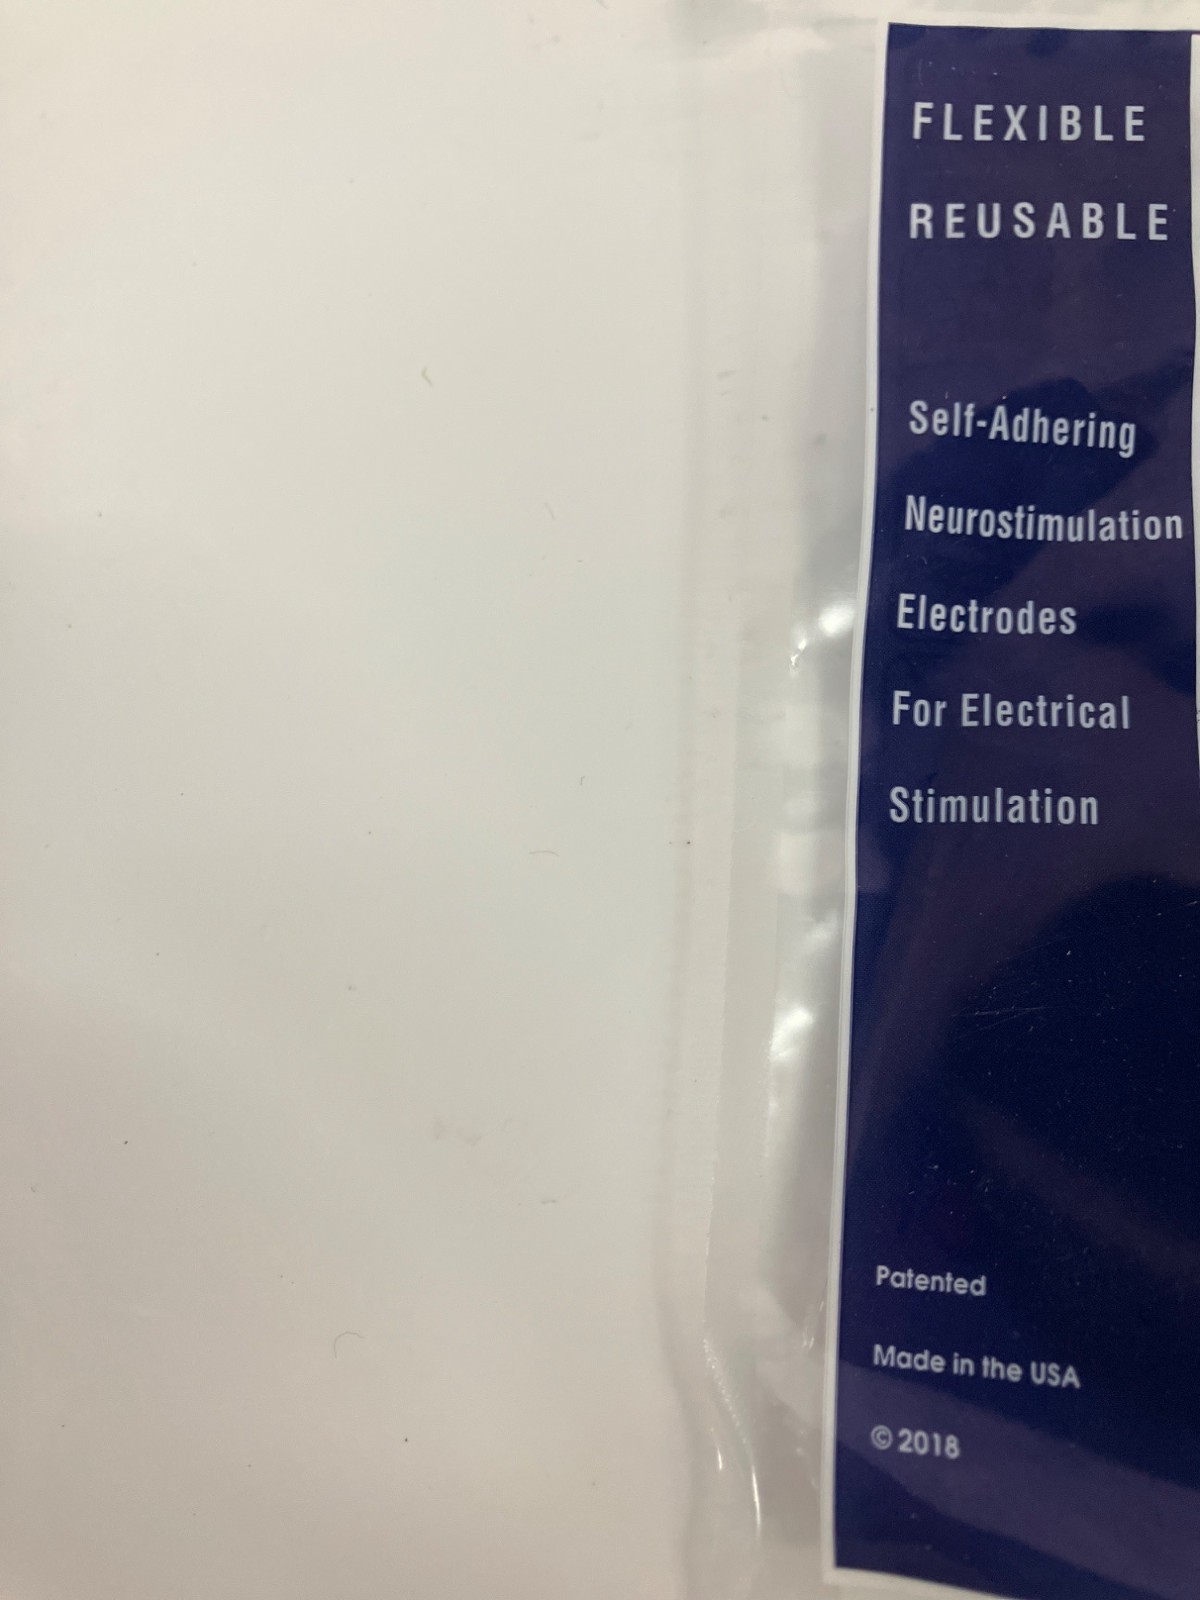 FLEXIBLE
REUSABLE
Self-Adhering
Neurostimulation
Electrodes
For Electrical
Stimulation
Patented
Made in the USA
© 2018